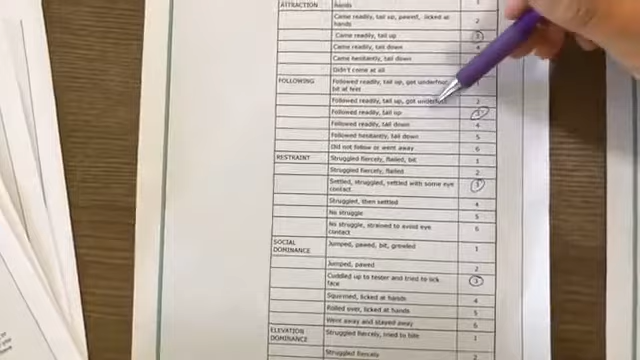 ATTRACTION
hands
1
Came readily, tail up, pawed, licked at
hands
2
Came readily, tail up
3
Came readily, tail down
4
Came hesitantly, tail down
Didn't come at all
FOLLOWING
Followed readily, tail up, got underfoot,
bit at feet
Followed readily, tail up, got underfoot
2
Followed readily, tail up
3
Followed readily, tail down
4
Followed hesitantly, tail down
5
Did not follow or went away
6
RESTRAINT
Struggled fiercely, flailed, bit
1
Struggled fiercely, flailed
2
Settled, struggled, settled with some eye
contact
3
Struggled, then settled
4
No struggle
5
No struggle, strained to avoid eye
contact
6
SOCIAL
DOMINANCE
Jumped, pawed, bit, growled
1
Jumped, pawed
2
Cuddled up to tester and tried to lick
face
3
Squirmed, licked at hands
4
Rolled over, licked at hands
5
Went away and stayed away
6
ELEVATION
DOMINANCE
Struggled fiercely, tried to bite
1
Struggled fiercely
2